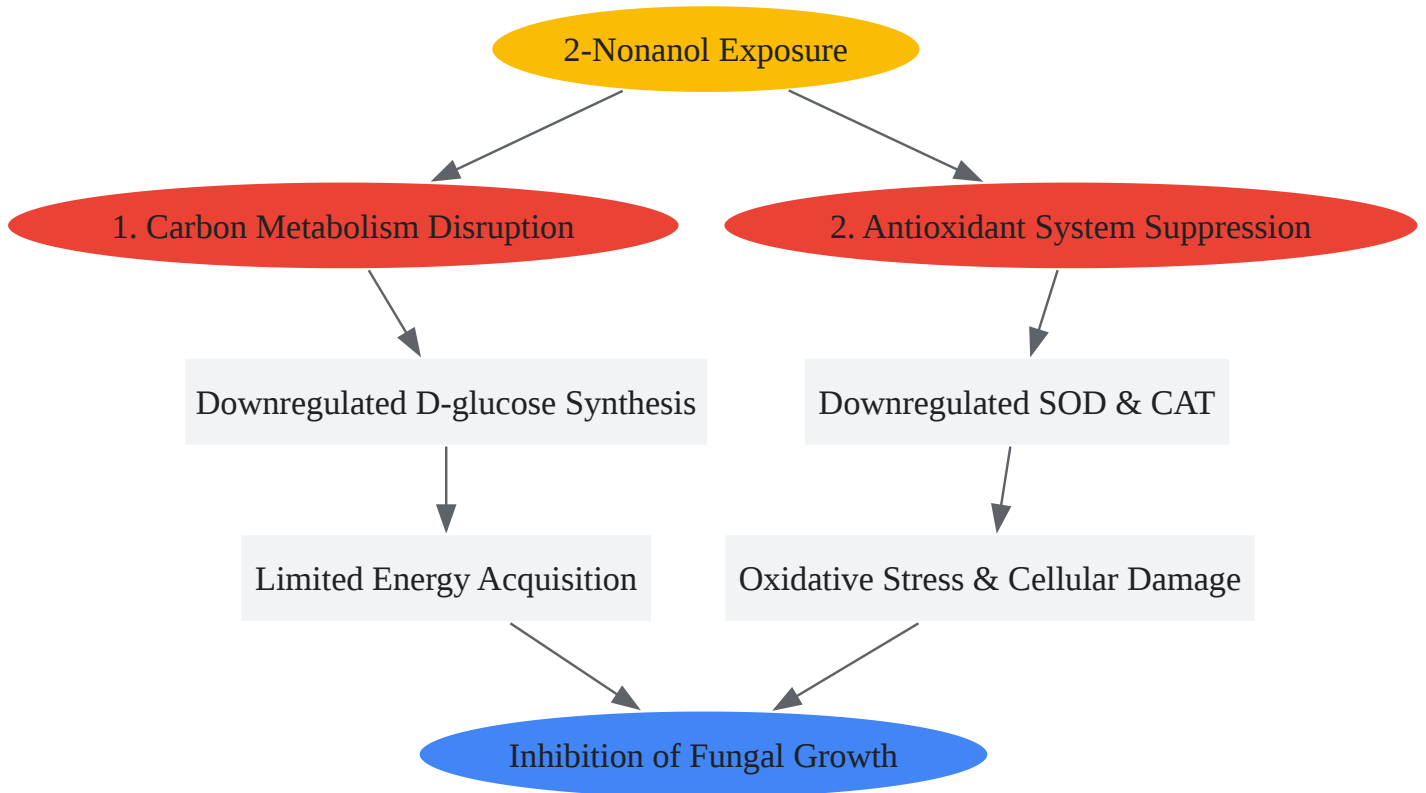 2-Nonanol Exposure
1. Carbon Metabolism Disruption
2. Antioxidant System Suppression
Downregulated D-glucose Synthesis
Downregulated SOD & CAT
Limited Energy Acquisition
Oxidative Stress & Cellular Damage
Inhibition of Fungal Growth